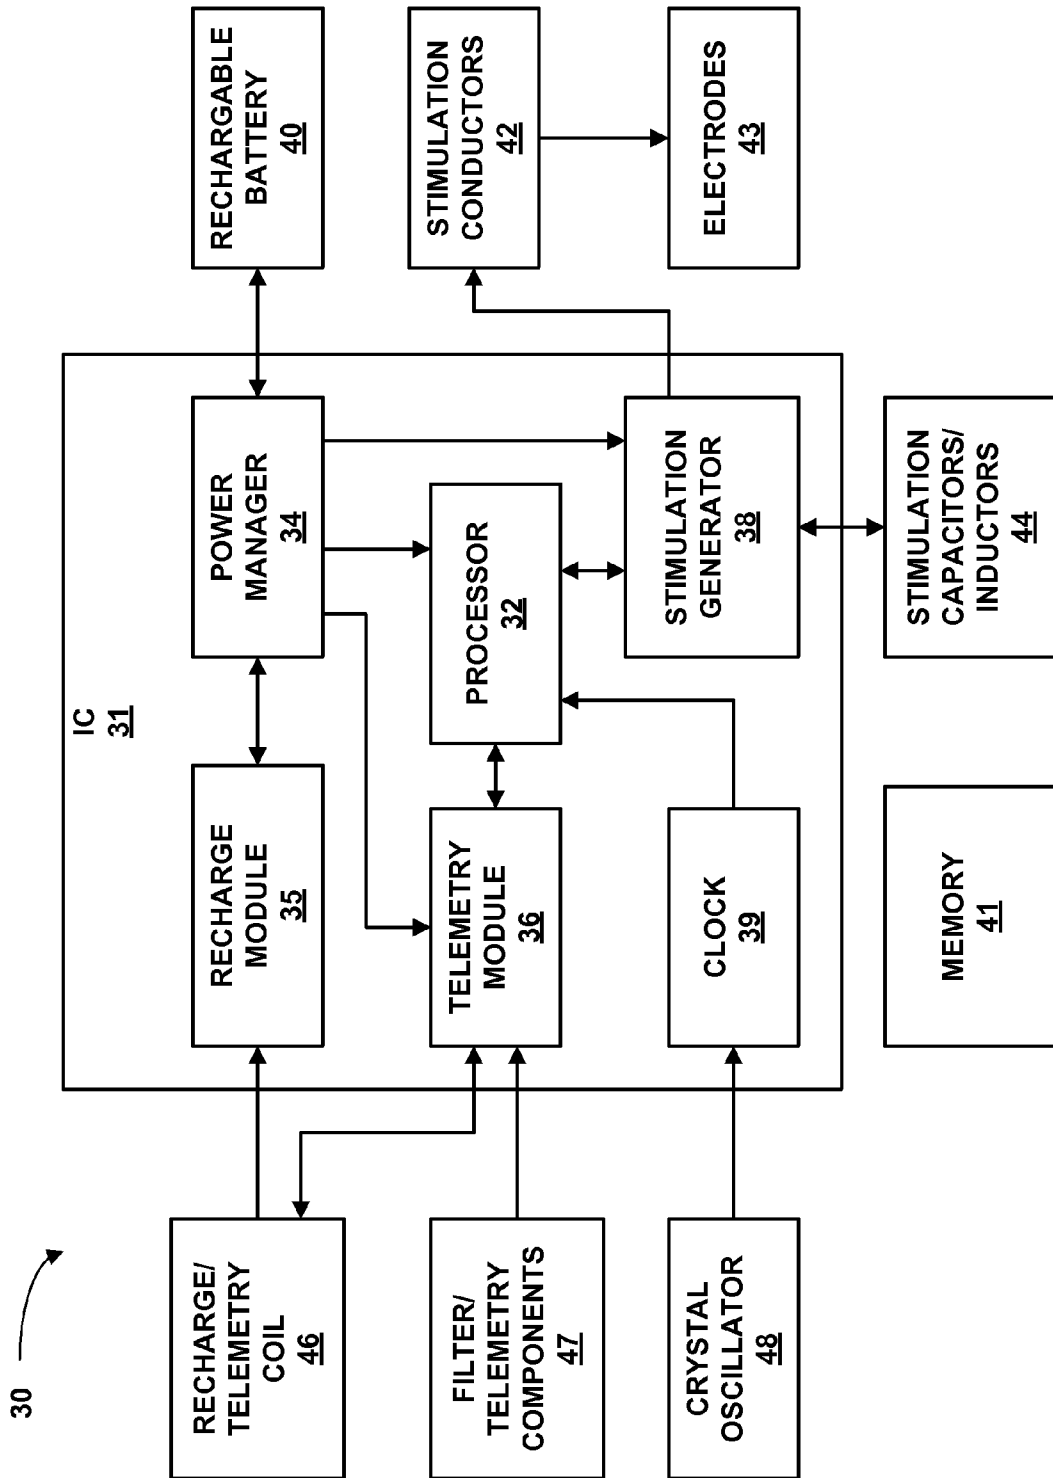 30
RECHARGE/
TELEMETRY
COIL
46
FILTER/
TELEMETRY
COMPONENTS
47
CRYSTAL
OSCILLATOR
48
IC
31
RECHARGE
MODULE
35
TELEMETRY
MODULE
36
CLOCK
39
MEMORY
41
POWER
MANAGER
34
PROCESSOR
32
STIMULATION
GENERATOR
38
STIMULATION
CAPACITORS/
INDUCTORS
44
RECHARGABLE
BATTERY
40
STIMULATION
CONDUCTORS
42
ELECTRODES
43